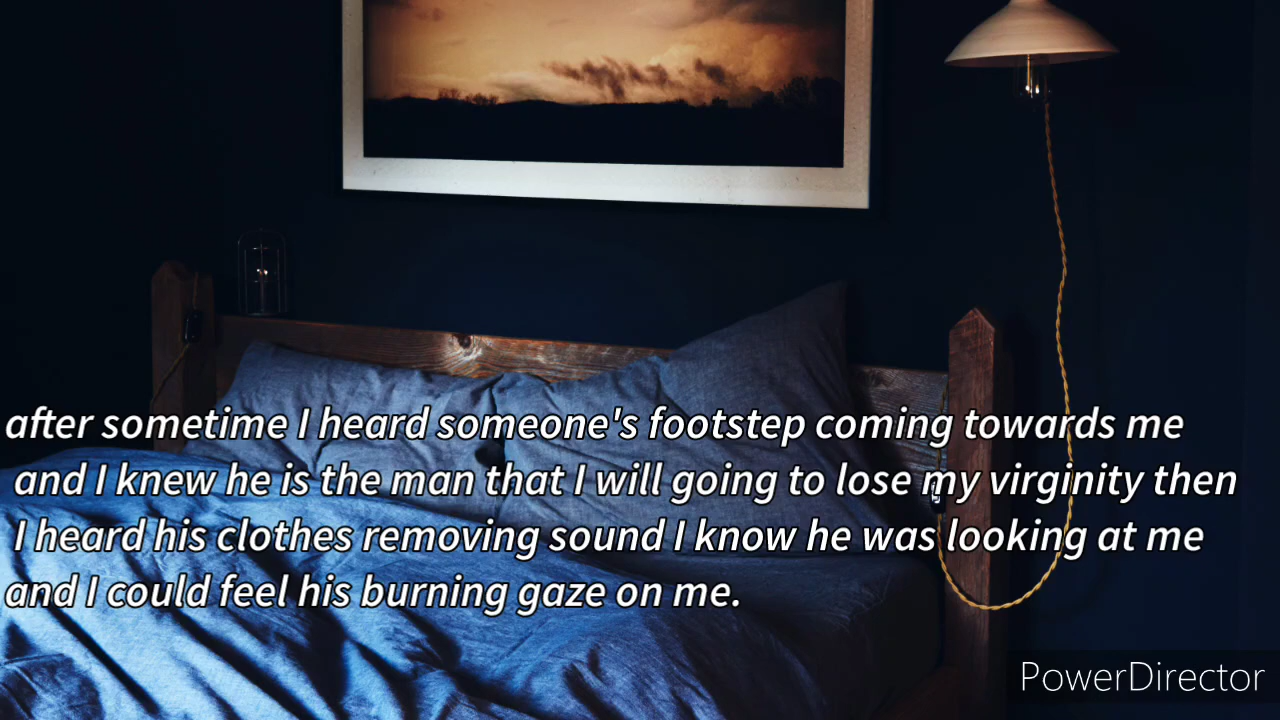 after sometime I heard someone's footstep coming towards me
and I knew he is the man that I will going to lose my virginity then
I heard his clothes removing sound I know he was looking at me
and I could feel his burning gaze on me.
PowerDirector